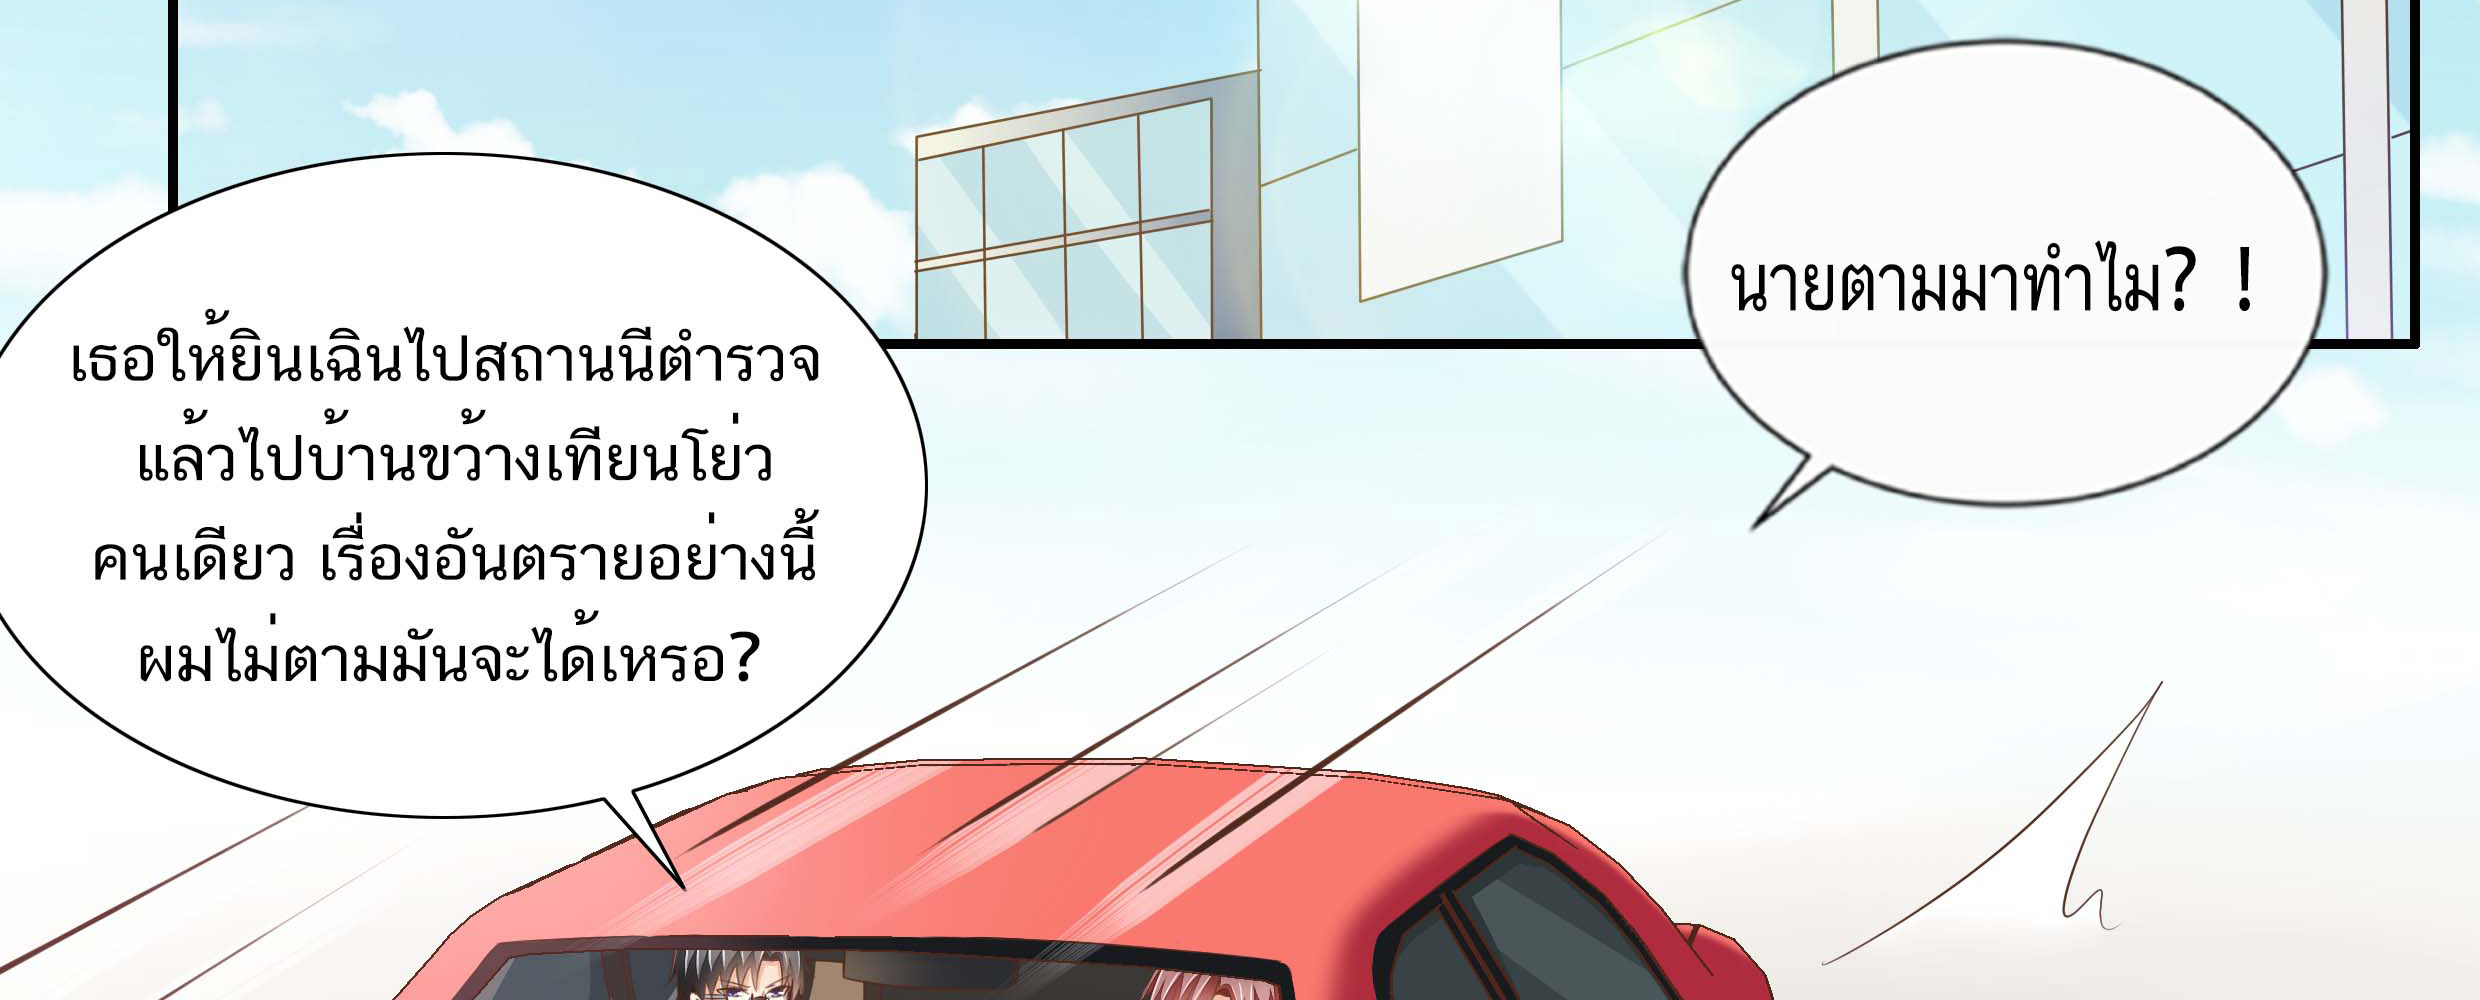 นายตามมาทำไม? !
เธอให้ยินเฉินไปสถานนีตำรวจ
แล้วไปบ้านขว้างเทียนโย่ว
คนเดียว เรื่องอันตรายอย่างนี้
ผมไม่ตามมันจะได้เหรอ?